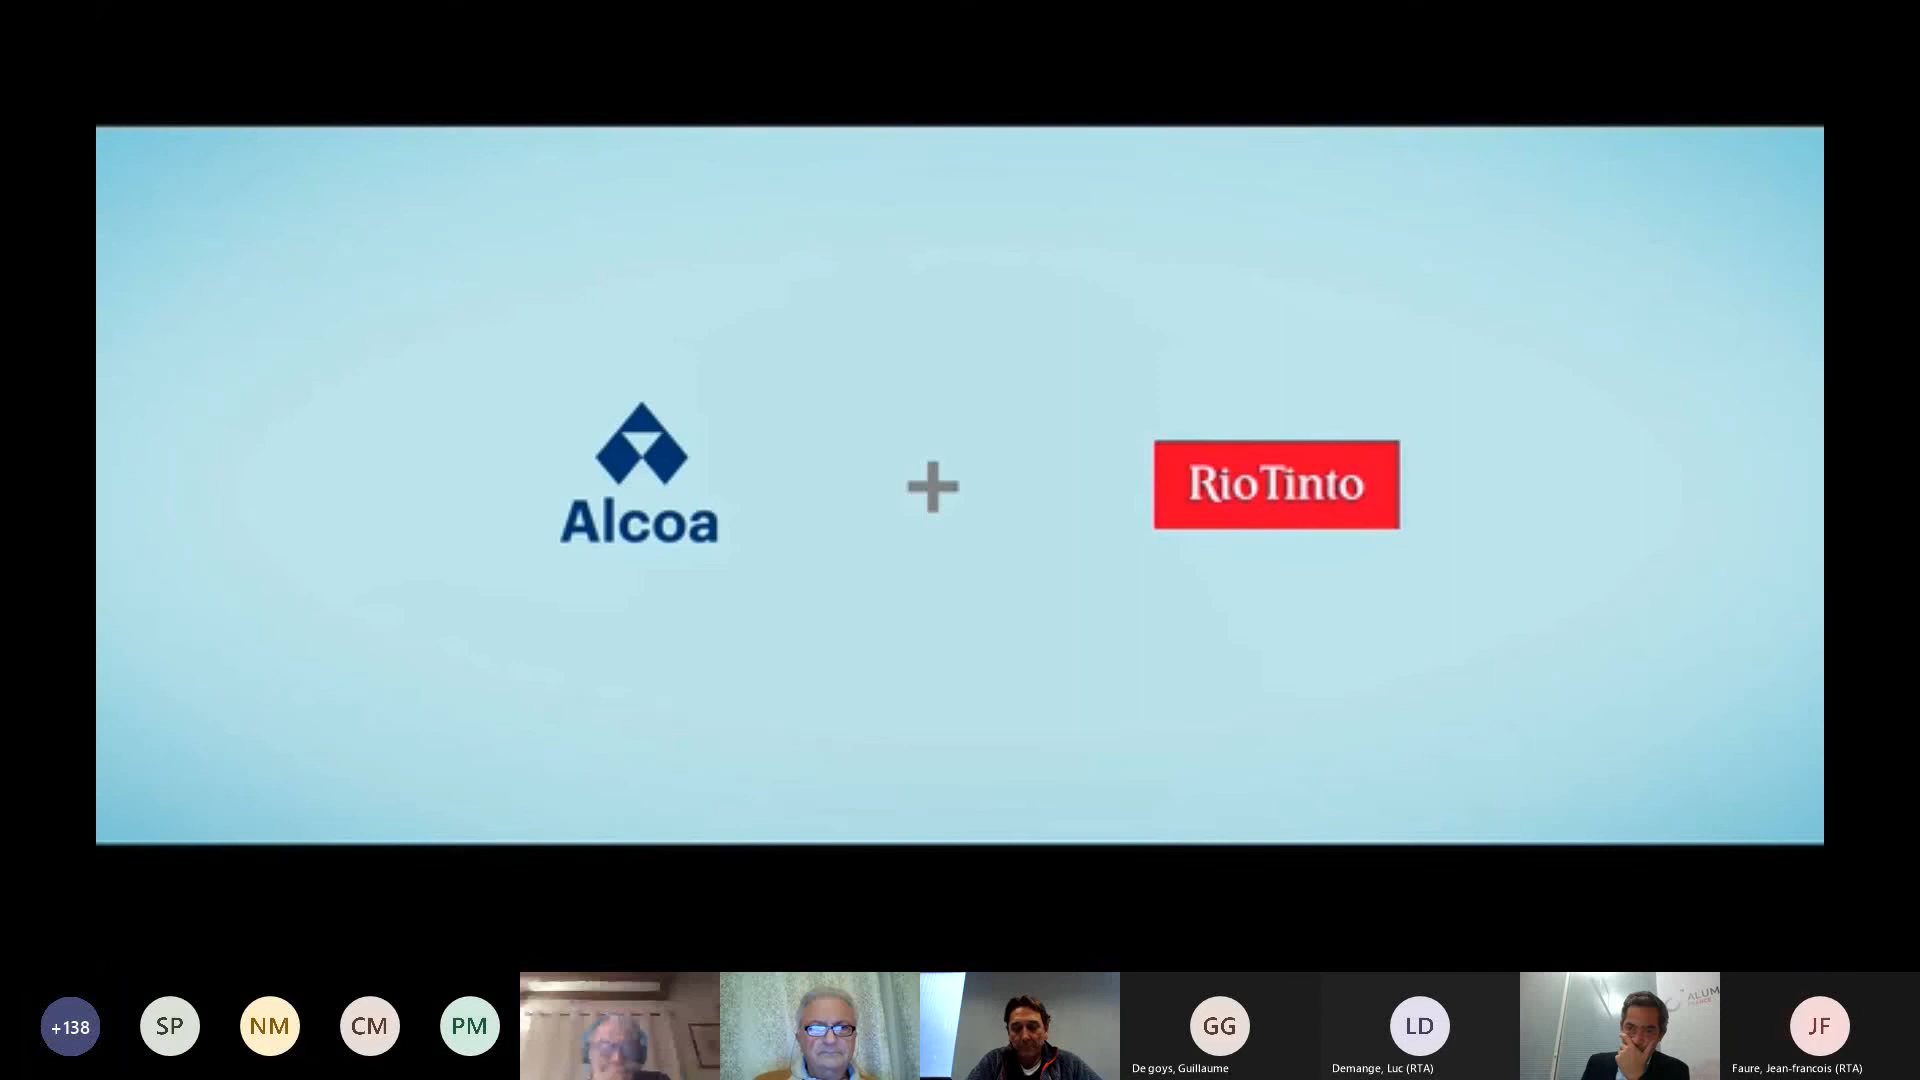 Alcoa
+
RioTinto
+138
SP
NM
CM
PM
GG
De goys, Guillaume
LD
Demange, Luc (RTA)
ALUM
JF
Faure, Jean-francois (RTA)